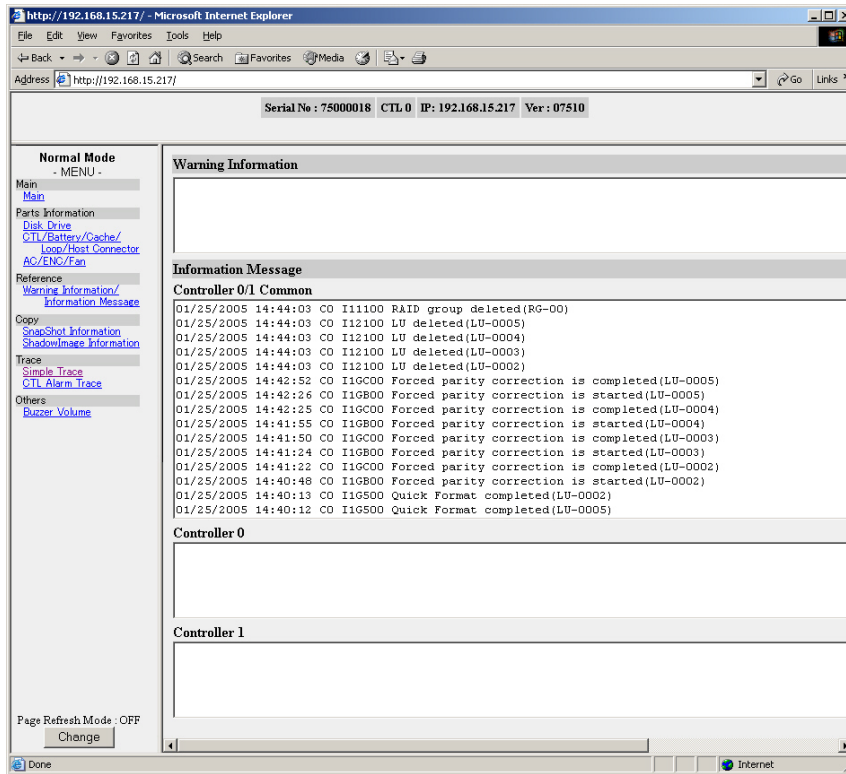 http://192.168.15.217/ - Microsoft Internet Explorer
File Edit View Favorites Tools Help
Back Search Favorites Media
Address http://192.168.15.217/ Go Links
Serial No : 75000018 CTL 0 IP: 192.168.15.217 Ver : 07510
Normal Mode
- MENU -
Main
Main
Parts Information
Disk Drive
CTL/Battery/Cache/
Loop/Host Connector
AC/ENC/Fan
Reference
Warning Information/
Information Message
Copy
SnapShot Information
ShadowImage Information
Trace
Simple Trace
CTL Alarm Trace
Others
Buzzer Volume
Page Refresh Mode : OFF
Change
Warning Information
Information Message
Controller 0/1 Common
01/25/2005 14:44:03 C0 I11100 RAID group deleted(RG-00)
01/25/2005 14:44:03 C0 I12100 LU deleted(LU-0005)
01/25/2005 14:44:03 C0 I12100 LU deleted(LU-0004)
01/25/2005 14:44:03 C0 I12100 LU deleted(LU-0003)
01/25/2005 14:44:03 C0 I12100 LU deleted(LU-0002)
01/25/2005 14:42:52 C0 I1GC00 Forced parity correction is completed(LU-0005)
01/25/2005 14:42:26 C0 I1GB00 Forced parity correction is started(LU-0005)
01/25/2005 14:42:25 C0 I1GC00 Forced parity correction is completed(LU-0004)
01/25/2005 14:41:55 C0 I1GB00 Forced parity correction is started(LU-0004)
01/25/2005 14:41:50 C0 I1GC00 Forced parity correction is completed(LU-0003)
01/25/2005 14:41:24 C0 I1GB00 Forced parity correction is started(LU-0003)
01/25/2005 14:41:22 C0 I1GC00 Forced parity correction is completed(LU-0002)
01/25/2005 14:40:48 C0 I1GB00 Forced parity correction is started(LU-0002)
01/25/2005 14:40:13 C0 I1G500 Quick Format completed(LU-0002)
01/25/2005 14:40:12 C0 I1G500 Quick Format completed(LU-0005)
Controller 0
Controller 1
Done Internet